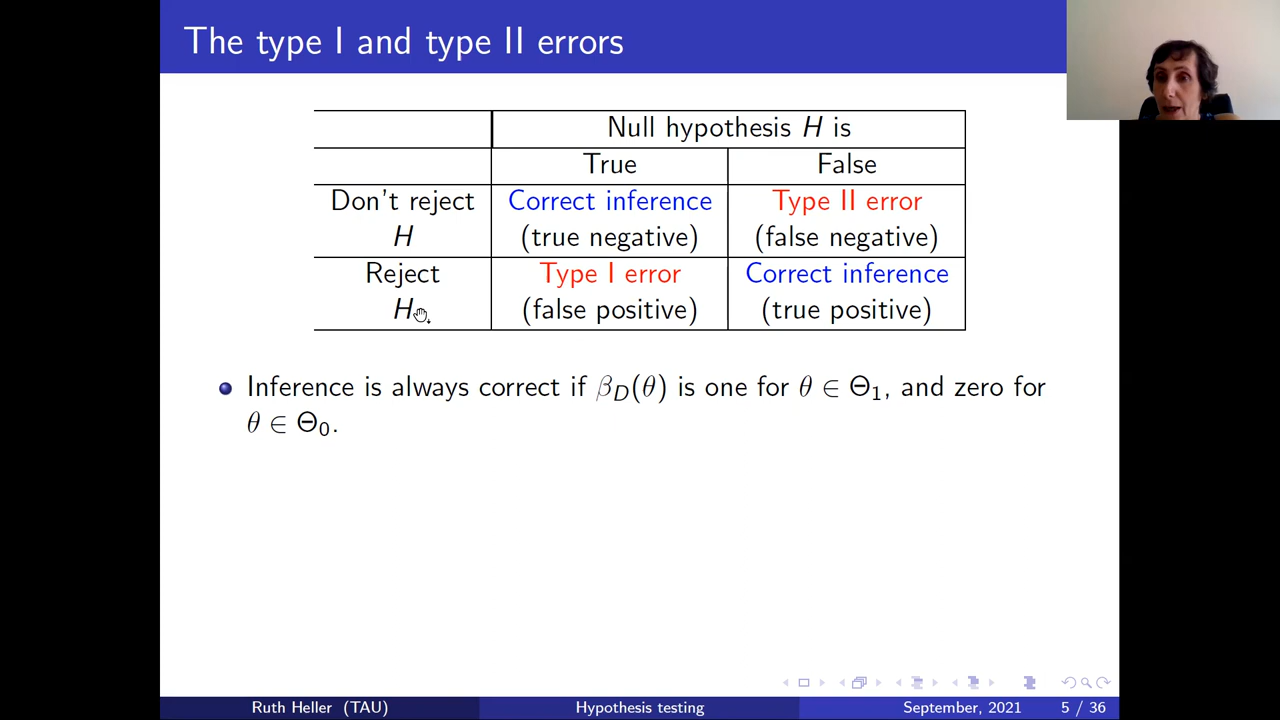 The type I and type II errors
Null hypothesis H is
True False
Don't reject Correct inference Type II error
H (true negative) (false negative)
Reject Type I error Correct inference
H (false positive) (true positive)
Inference is always correct if β_D(θ) is one for θ ∈ Θ₁, and zero for
θ ∈ Θ₀.
Ruth Heller (TAU) Hypothesis testing September, 2021 5 / 36